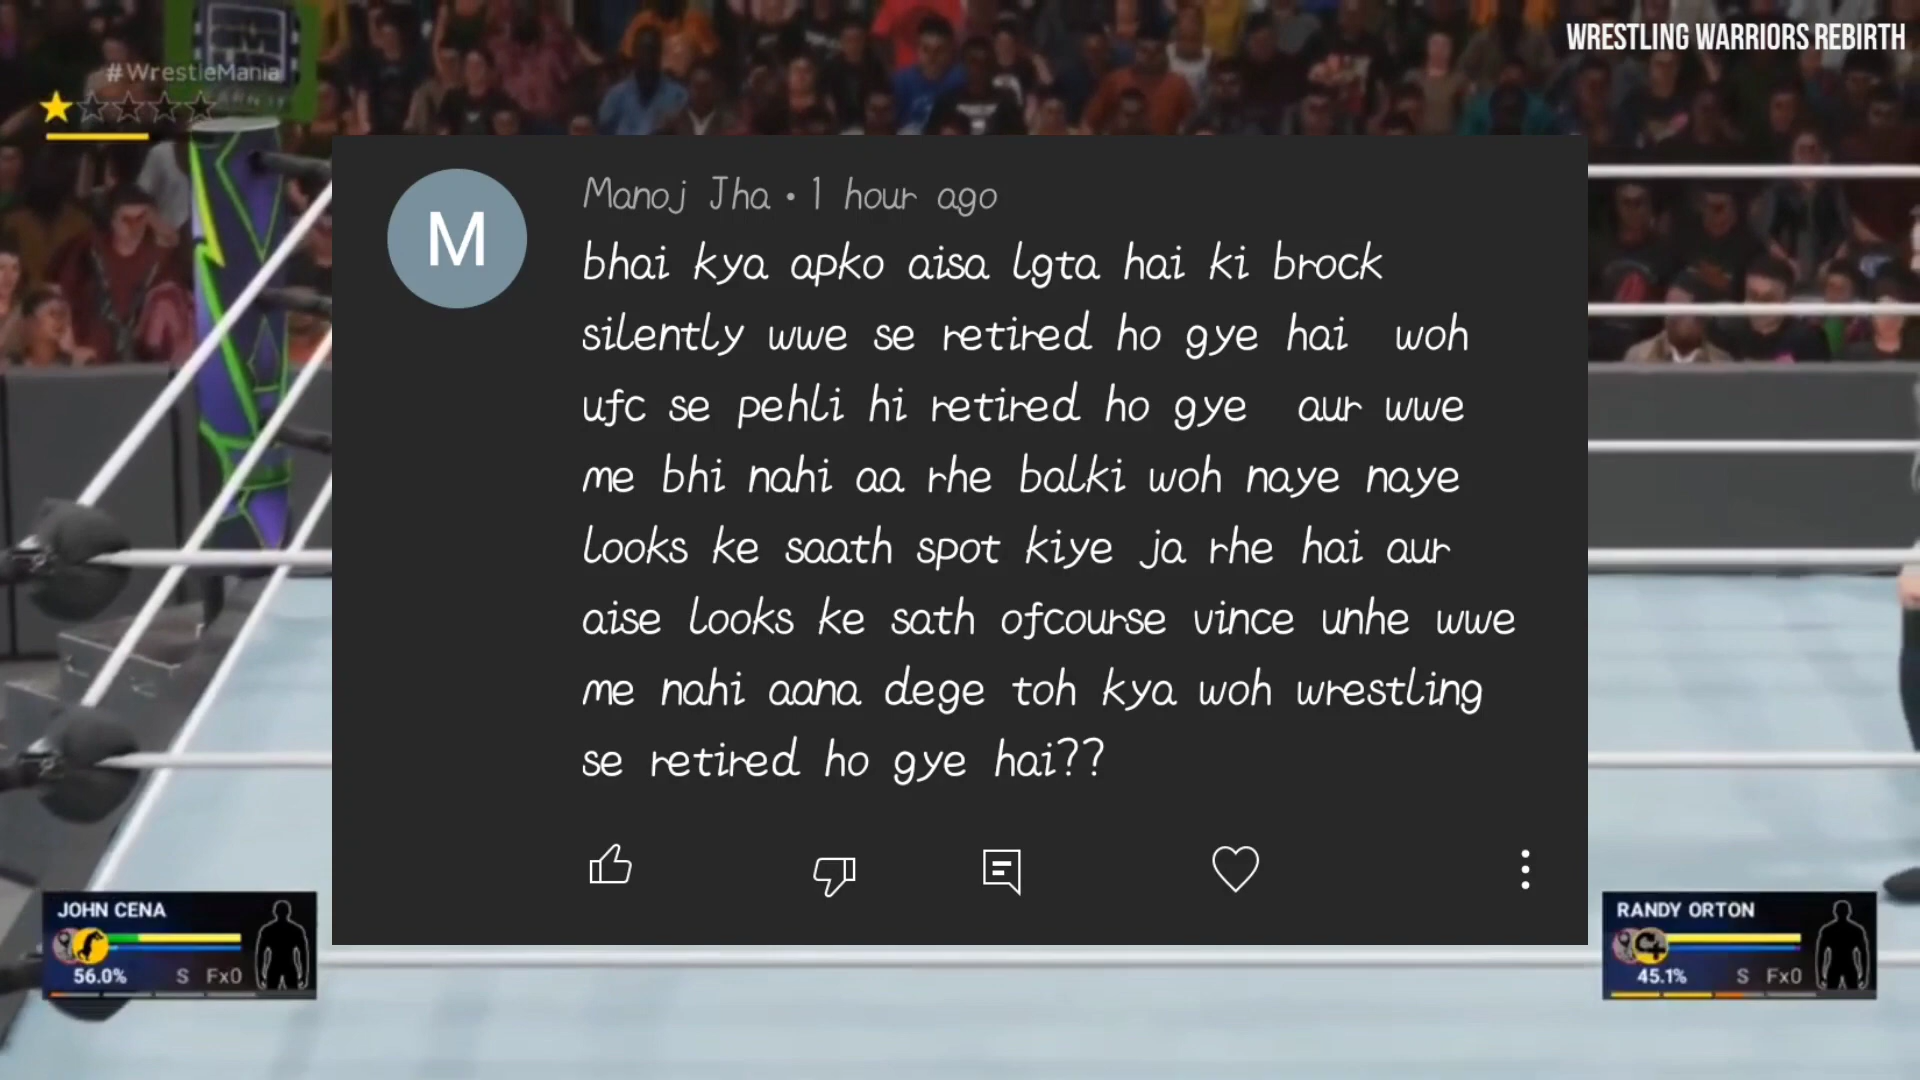 WRESTLING WARRIORS REBIRTH
#WrestleMania
Manoj Jha • 1 hour ago
M
bhai kya apko aisa lgta hai ki brock
silently wwe se retired ho gye hai woh
ufc se pehli hi retired ho gye aur wwe
me bhi nahi aa rhe balki woh naye naye
looks ke saath spot kiye ja rhe hai aur
aise looks ke sath ofcourse vince unhe wwe
me nahi aana dege toh kya woh wrestling
se retired ho gye hai??
JOHN CENA
56.0% S Fx0
RANDY ORTON
45.1% S Fx0